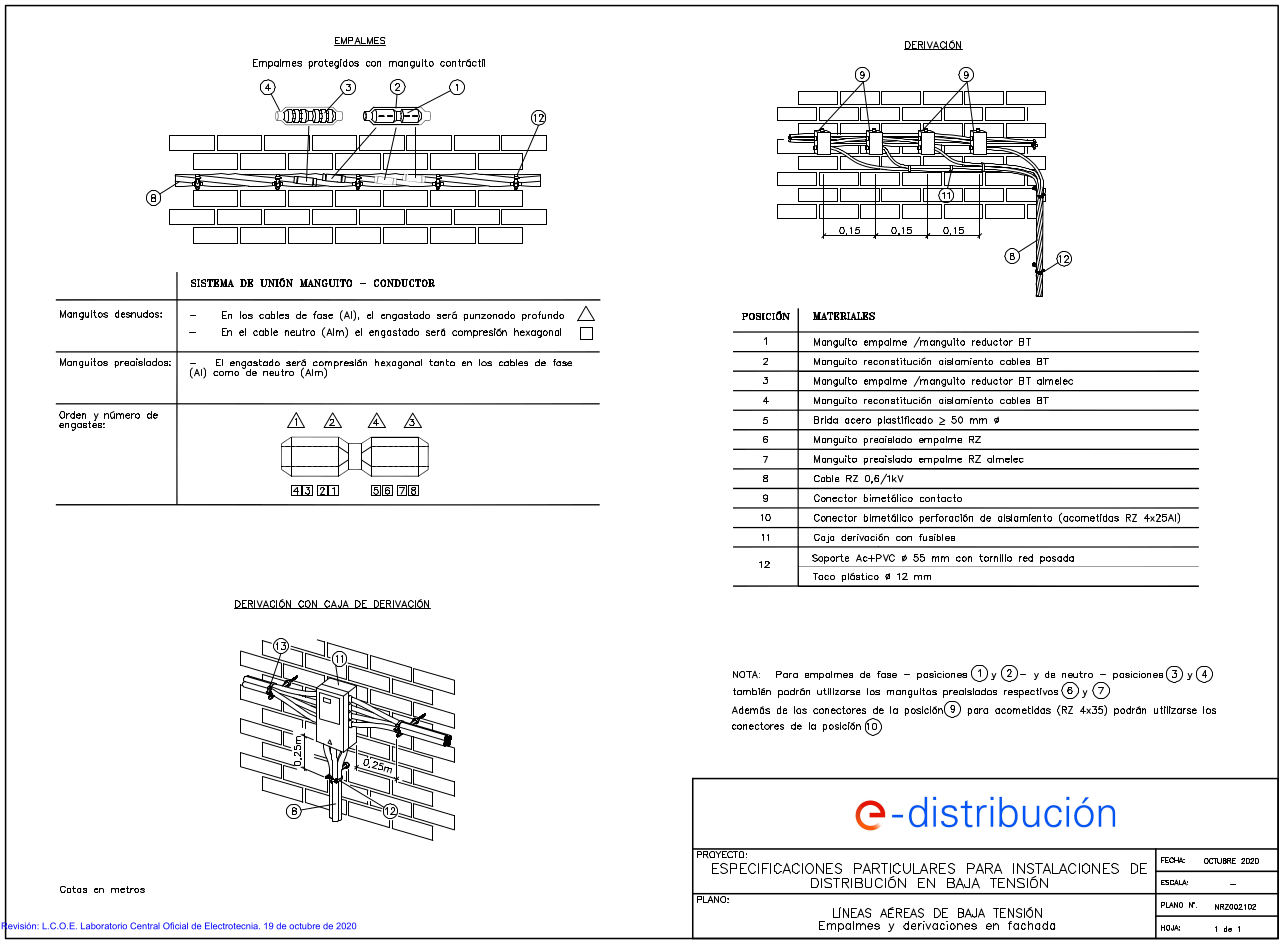 EMPALMES
Empalmes protegidos con manguito contráctil
4
3
2
1
12
8
SISTEMA DE UNIÓN MANGUITO – CONDUCTOR
Manguitos desnudos:
– En los cables de fase (Al), el engastado será punzonado profundo
– En el cable neutro (Alm) el engastado será compresión hexagonal
Manguitos preaislados:
– El engastado será compresión hexagonal tanto en los cables de fase
(Al) como de neutro (Alm)
Orden y número de
engastes:
1 2 4 3
4 3 2 1 5 6 7 8
DERIVACIÓN CON CAJA DE DERIVACIÓN
13
11
0,25m
0,25m
8
12
Cotas en metros
Revisión: L.C.O.E. Laboratorio Central Oficial de Electrotecnia. 19 de octubre de 2020
DERIVACIÓN
9
9
11
0,15 0,15 0,15
8
12
POSICIÓN MATERIALES
1 Manguito empalme /manguito reductor BT
2 Manguito reconstitución aislamiento cables BT
3 Manguito empalme /manguito reductor BT almelec
4 Manguito reconstitución aislamiento cables BT
5 Brida acero plastificado ≥ 50 mm ø
6 Manguito preaislado empalme RZ
7 Manguito preaislado empalme RZ almelec
8 Cable RZ 0,6/1kV
9 Conector bimetálico contacto
10 Conector bimetálico perforación de aislamiento (acometidas RZ 4x25Al)
11 Caja derivación con fusibles
12 Soporte Ac+PVC ø 55 mm con tornillo red posada
Taco plástico ø 12 mm
NOTA: Para empalmes de fase – posiciones 1 y 2 – y de neutro – posiciones 3 y 4
también podrán utilizarse los manguitos preaislados respectivos 6 y 7
Además de los conectores de la posición 9 para acometidas (RZ 4x35) podrán utilizarse los
conectores de la posición 10
e-distribución
PROYECTO:
ESPECIFICACIONES PARTICULARES PARA INSTALACIONES DE
DISTRIBUCIÓN EN BAJA TENSIÓN
FECHA: OCTUBRE 2020
ESCALA: –
PLANO:
LÍNEAS AÉREAS DE BAJA TENSIÓN
Empalmes y derivaciones en fachada
PLANO Nº. NRZ002102
HOJA: 1 de 1